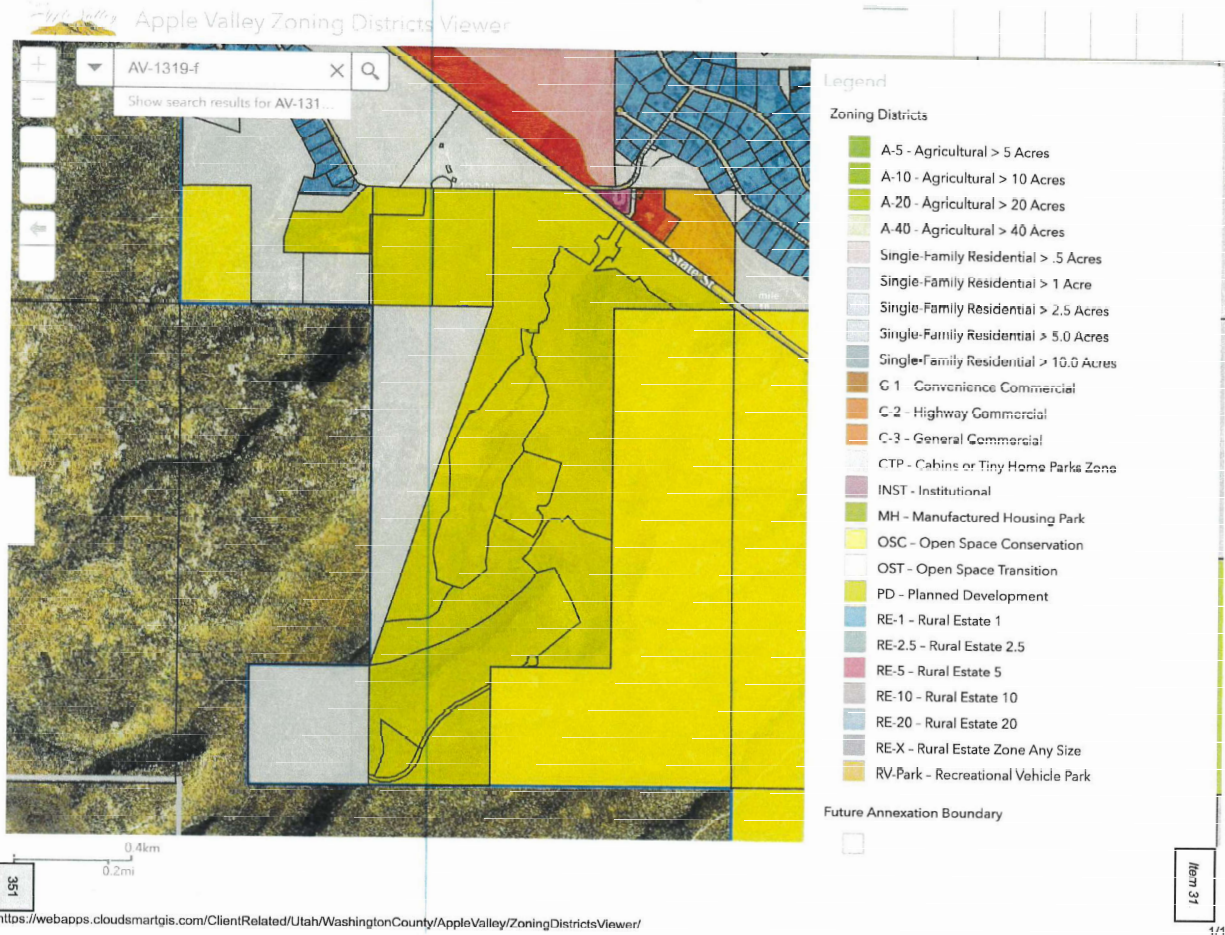 Apple Valley
Apple Valley Zoning Districts Viewer
AV-1319-f
Show search results for AV-131...
State St
mile
Legend
Zoning Districts
A-5 - Agricultural > 5 Acres
A-10 - Agricultural > 10 Acres
A-20 - Agricultural > 20 Acres
A-40 - Agricultural > 40 Acres
Single-Family Residential > .5 Acres
Single-Family Residential > 1 Acre
Single-Family Residential > 2.5 Acres
Single-Family Residential > 5.0 Acres
Single-Family Residential > 10.0 Acres
C-1 - Convenience Commercial
C-2 - Highway Commercial
C-3 - General Commercial
CTP - Cabins or Tiny Home Parks Zone
INST - Institutional
MH - Manufactured Housing Park
OSC - Open Space Conservation
OST - Open Space Transition
PD - Planned Development
RE-1 - Rural Estate 1
RE-2.5 - Rural Estate 2.5
RE-5 - Rural Estate 5
RE-10 - Rural Estate 10
RE-20 - Rural Estate 20
RE-X - Rural Estate Zone Any Size
RV-Park - Recreational Vehicle Park
Future Annexation Boundary
0.4km
0.2mi
351
Item 31
https://webapps.cloudsmartgis.com/ClientRelated/Utah/WashingtonCounty/AppleValley/ZoningDistrictsViewer/
1/1